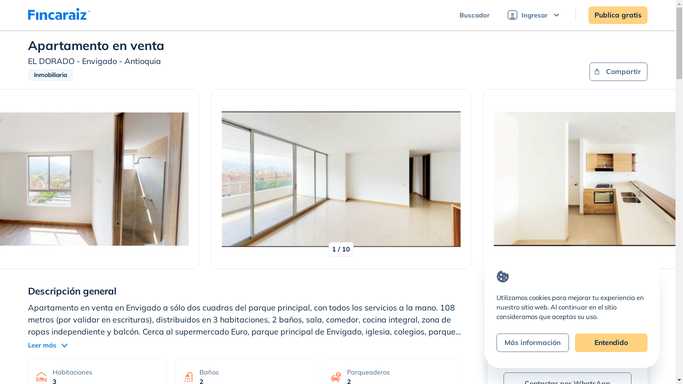 Fincaraiz
Buscador
Ingresar
Publica gratis
Apartamento en venta
EL DORADO - Envigado - Antioquia
Inmobiliaria
Compartir
1 / 10
Descripción general
Apartamento en venta en Envigado a sólo dos cuadras del parque principal, con todos los servicios a la mano. 108
metros (por validar en escrituras), distribuidos en 3 habitaciones, 2 baños, sala, comedor, cocina integral, zona de
ropas independiente y balcón. Cerca al supermercado Euro, parque principal de Envigado, iglesia, colegios, parque...
Leer más
Habitaciones
3
Baños
2
Parqueaderos
2
Utilizamos cookies para mejorar tu experiencia en
nuestro sitio web. Al continuar en el sitio
consideramos que aceptas su uso.
Más información
Entendido
Contactar por WhatsApp